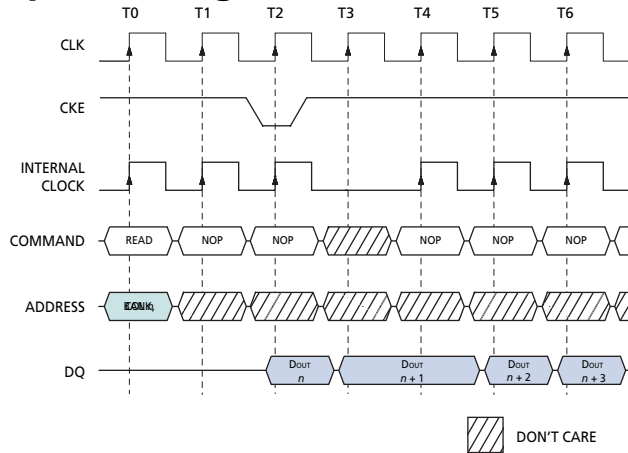 T0 T1 T2 T3 T4 T5 T6
CLK
CKE
INTERNAL
CLOCK
COMMAND READ NOP NOP NOP NOP NOP
ADDRESS
DQ DOUT n DOUT n + 1 DOUT n + 2 DOUT n + 3
DON'T CARE